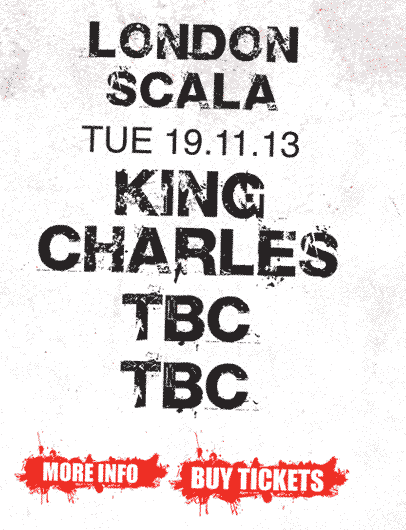 LONDON
SCALA
TUE 19.11.13
KING
CHARLES
TBC
TBC
MORE INFO BUY TICKETS